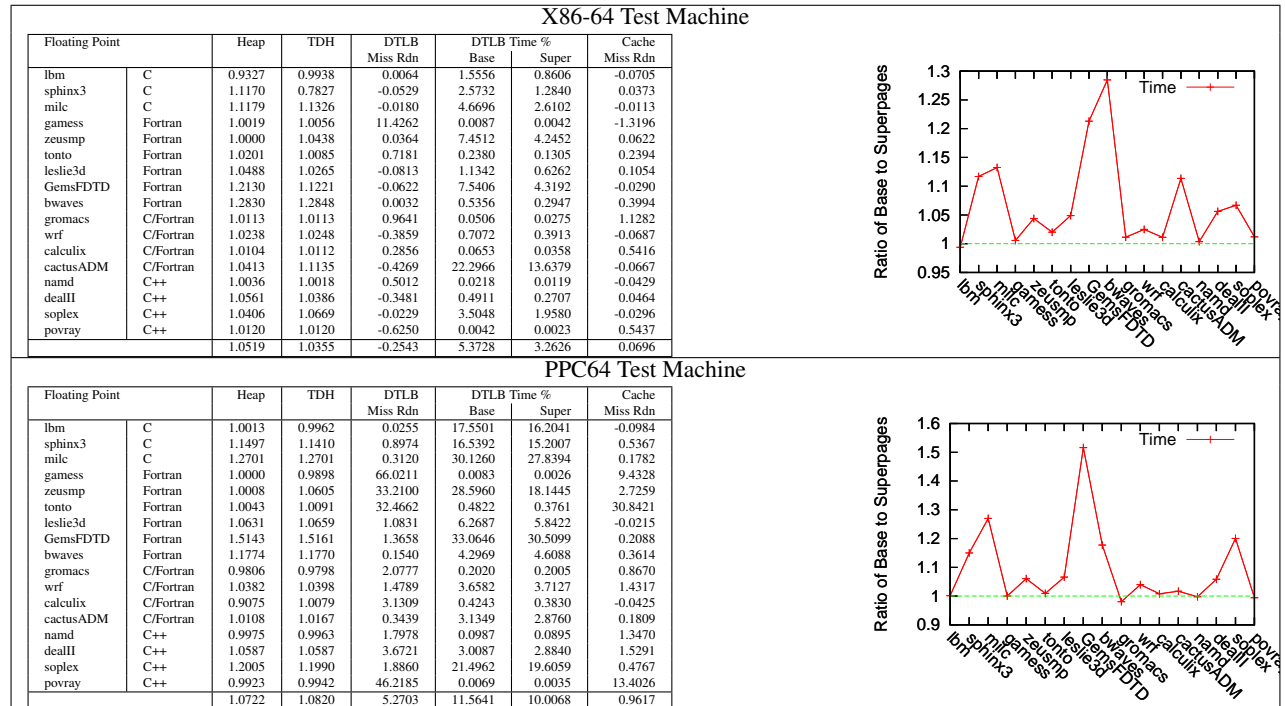 X86-64 Test Machine
Floating Point Heap TDH DTLB DTLB Time % Cache
Miss Rdn Base Super Miss Rdn
lbm C 0.9327 0.9938 0.0064 1.5556 0.8606 -0.0705
sphinx3 C 1.1170 0.7827 -0.0529 2.5732 1.2840 0.0373
milc C 1.1179 1.1326 -0.0180 4.6696 2.6102 -0.0113
gamess Fortran 1.0019 1.0056 11.4262 0.0087 0.0042 -1.3196
zeusmp Fortran 1.0000 1.0438 0.0364 7.4512 4.2452 0.0622
tonto Fortran 1.0201 1.0085 0.7181 0.2380 0.1305 0.2394
leslie3d Fortran 1.0488 1.0265 -0.0813 1.1342 0.6262 0.1054
GemsFDTD Fortran 1.2130 1.1221 -0.0622 7.5406 4.3192 -0.0290
bwaves Fortran 1.2830 1.2848 0.0032 0.5356 0.2947 0.3994
gromacs C/Fortran 1.0113 1.0113 0.9641 0.0506 0.0275 1.1282
wrf C/Fortran 1.0238 1.0248 -0.3859 0.7072 0.3913 -0.0687
calculix C/Fortran 1.0104 1.0112 0.2856 0.0653 0.0358 0.5416
cactusADM C/Fortran 1.0413 1.1135 -0.4269 22.2966 13.6379 -0.0667
namd C++ 1.0036 1.0018 0.5012 0.0218 0.0119 -0.0429
dealII C++ 1.0561 1.0386 -0.3481 0.4911 0.2707 0.0464
soplex C++ 1.0406 1.0669 -0.0229 3.5048 1.9580 -0.0296
povray C++ 1.0120 1.0120 -0.6250 0.0042 0.0023 0.5437
1.0519 1.0355 -0.2543 5.3728 3.2626 0.0696
Ratio of Base to Superpages
1.3
1.25
1.2
1.15
1.1
1.05
1
0.95
Time
lbm
sphinx3
milc
gamess
zeusmp
tonto
leslie3d
GemsFDTD
bwaves
gromacs
wrf
calculix
cactusADM
namd
dealII
soplex
povray
PPC64 Test Machine
Floating Point Heap TDH DTLB DTLB Time % Cache
Miss Rdn Base Super Miss Rdn
lbm C 1.0013 0.9962 0.0255 17.5501 16.2041 -0.0984
sphinx3 C 1.1497 1.1410 0.8974 16.5392 15.2007 0.5367
milc C 1.2701 1.2701 0.3120 30.1260 27.8394 0.1782
gamess Fortran 1.0000 0.9898 66.0211 0.0083 0.0026 9.4328
zeusmp Fortran 1.0008 1.0605 33.2100 28.5960 18.1445 2.7259
tonto Fortran 1.0043 1.0091 32.4662 0.4822 0.3761 30.8421
leslie3d Fortran 1.0631 1.0659 1.0831 6.2687 5.8422 -0.0215
GemsFDTD Fortran 1.5143 1.5161 1.3658 33.0646 30.5099 0.2088
bwaves Fortran 1.1774 1.1770 0.1540 4.2969 4.6088 0.3614
gromacs C/Fortran 0.9806 0.9798 2.0777 0.2020 0.2005 0.8670
wrf C/Fortran 1.0382 1.0398 1.4789 3.6582 3.7127 1.4317
calculix C/Fortran 0.9075 1.0079 3.1309 0.4243 0.3830 -0.0425
cactusADM C/Fortran 1.0108 1.0167 0.3439 3.1349 2.8760 0.1809
namd C++ 0.9975 0.9963 1.7978 0.0987 0.0895 1.3470
dealII C++ 1.0587 1.0587 3.6721 3.0087 2.8840 1.5291
soplex C++ 1.2005 1.1990 1.8860 21.4962 19.6059 0.4767
povray C++ 0.9923 0.9942 46.2185 0.0069 0.0035 13.4026
1.0722 1.0820 5.2703 11.5641 10.0068 0.9617
Ratio of Base to Superpages
1.6
1.5
1.4
1.3
1.2
1.1
1
0.9
Time
lbm
sphinx3
milc
gamess
zeusmp
tonto
leslie3d
GemsFDTD
bwaves
gromacs
wrf
calculix
cactusADM
namd
dealII
soplex
povray